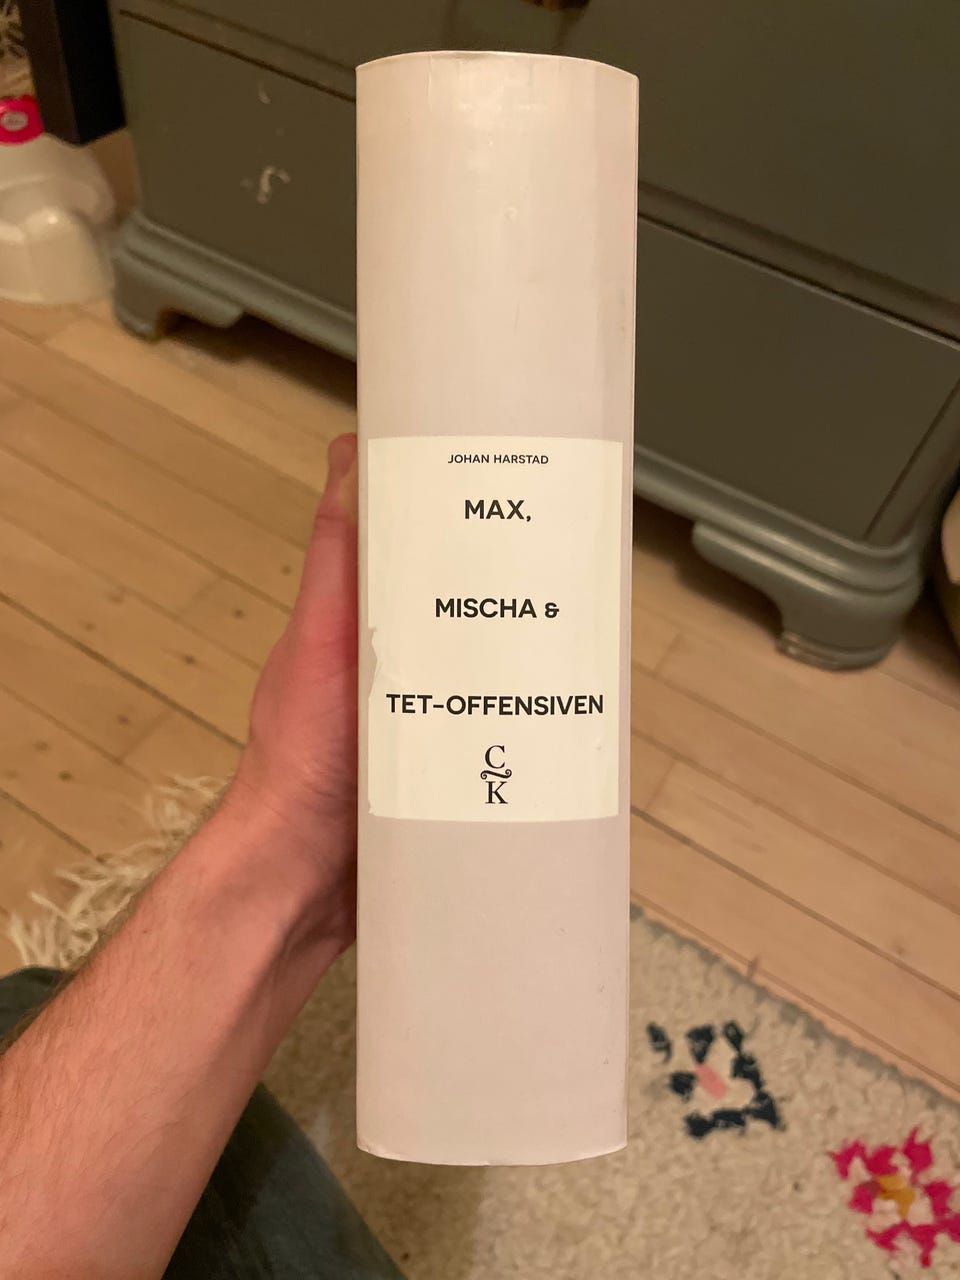 JOHAN HARSTAD
MAX,
MISCHA &
TET-OFFENSIVEN
C
K